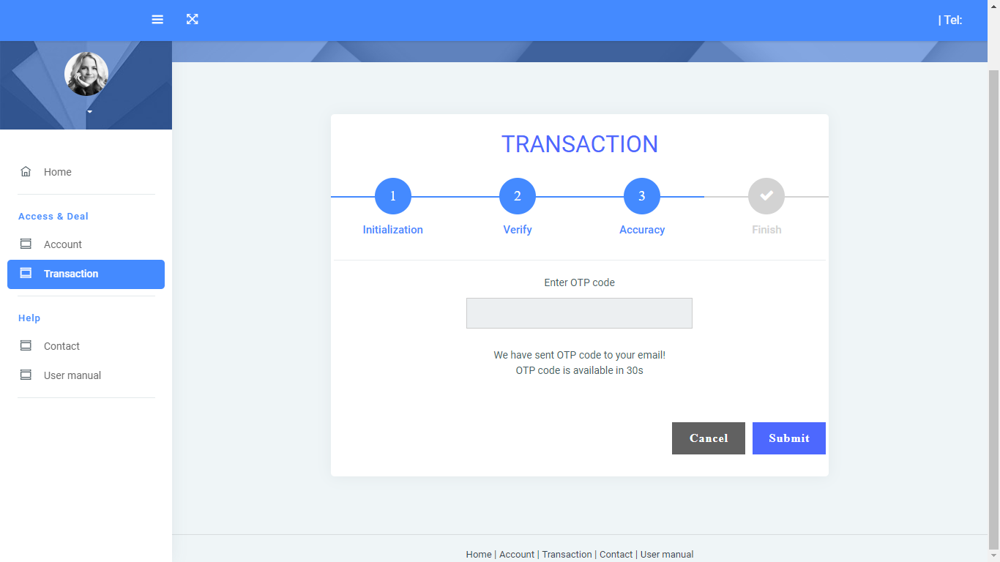 | Tel:
Home
Access & Deal
Account
Transaction
Help
Contact
User manual
TRANSACTION
1 2 3
Initialization Verify Accuracy Finish
Enter OTP code
We have sent OTP code to your email!
OTP code is available in 30s
Cancel Submit
Home | Account | Transaction | Contact | User manual